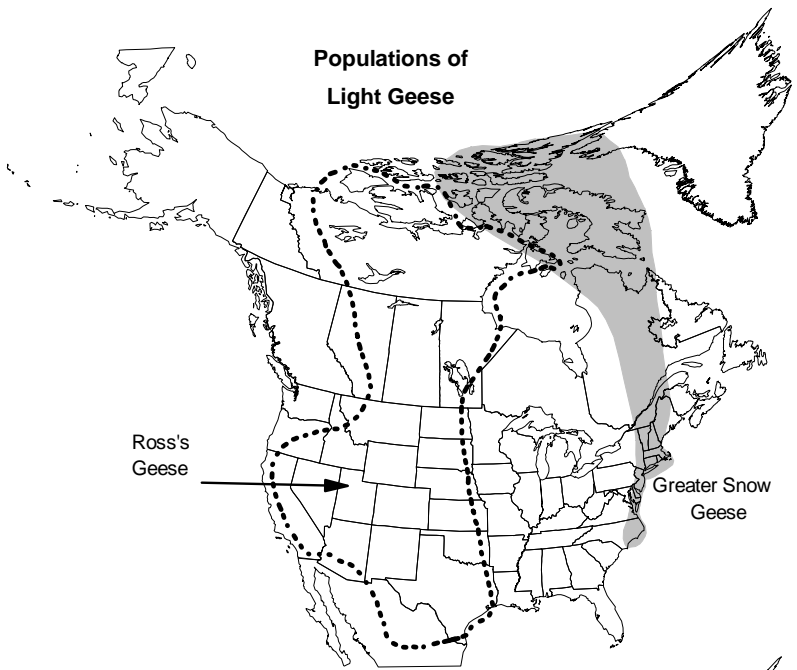 Populations of
Light Geese
Ross's
Geese
Greater Snow
Geese